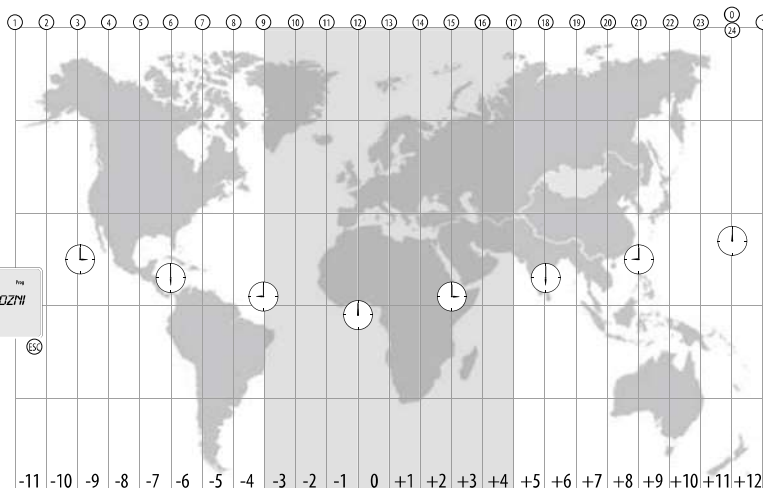 1 2 3 4 5 6 7 8 9 10 11 12 13 14 15 16 17 18 19 20 21 22 23 0
24
Prog
OZNI
ESC
-11 -10 -9 -8 -7 -6 -5 -4 -3 -2 -1 0 +1 +2 +3 +4 +5 +6 +7 +8 +9 +10 +11 +12